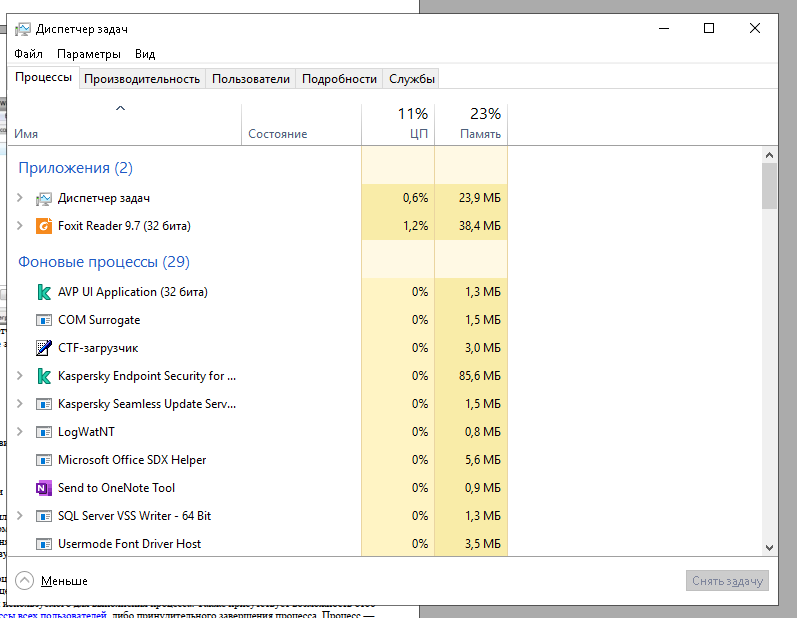 Диспетчер задач
Файл Параметры Вид
Процессы Производительность Пользователи Подробности Службы
11% 23%
Имя Состояние ЦП Память
Приложения (2)
Диспетчер задач 0,6% 23,9 МБ
Foxit Reader 9.7 (32 бита) 1,2% 38,4 МБ
Фоновые процессы (29)
AVP UI Application (32 бита) 0% 1,3 МБ
COM Surrogate 0% 1,5 МБ
CTF-загрузчик 0% 3,0 МБ
Kaspersky Endpoint Security for ... 0% 85,6 МБ
Kaspersky Seamless Update Serv... 0% 1,5 МБ
LogWatNT 0% 0,8 МБ
Microsoft Office SDX Helper 0% 5,6 МБ
Send to OneNote Tool 0% 0,9 МБ
SQL Server VSS Writer - 64 Bit 0% 1,3 МБ
Usermode Font Driver Host 0% 3,5 МБ
Меньше Снять задачу
всех пользователей, либо принудительного завершения процесса. Процесс —